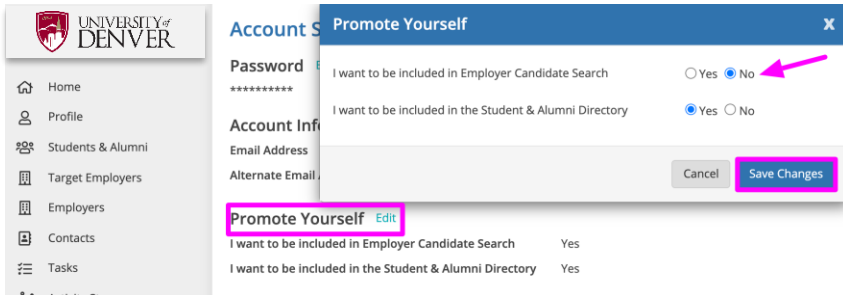 UNIVERSITY of
DENVER
Home
Profile
Students & Alumni
Target Employers
Employers
Contacts
Tasks
Account S
Password
**********
Account Inf
Email Address
Alternate Email
Promote Yourself Edit
I want to be included in Employer Candidate Search Yes
I want to be included in the Student & Alumni Directory Yes
Promote Yourself X
I want to be included in Employer Candidate Search Yes No
I want to be included in the Student & Alumni Directory Yes No
Cancel Save Changes